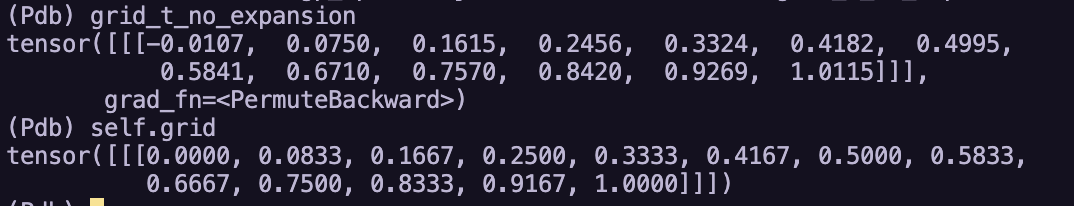 (Pdb) grid_t_no_expansion
tensor([[[-0.0107,  0.0750,  0.1615,  0.2456,  0.3324,  0.4182,  0.4995,
           0.5841,  0.6710,  0.7570,  0.8420,  0.9269,  1.0115]]],
       grad_fn=<PermuteBackward>)
(Pdb) self.grid
tensor([[[0.0000, 0.0833, 0.1667, 0.2500, 0.3333, 0.4167, 0.5000, 0.5833,
          0.6667, 0.7500, 0.8333, 0.9167, 1.0000]]])